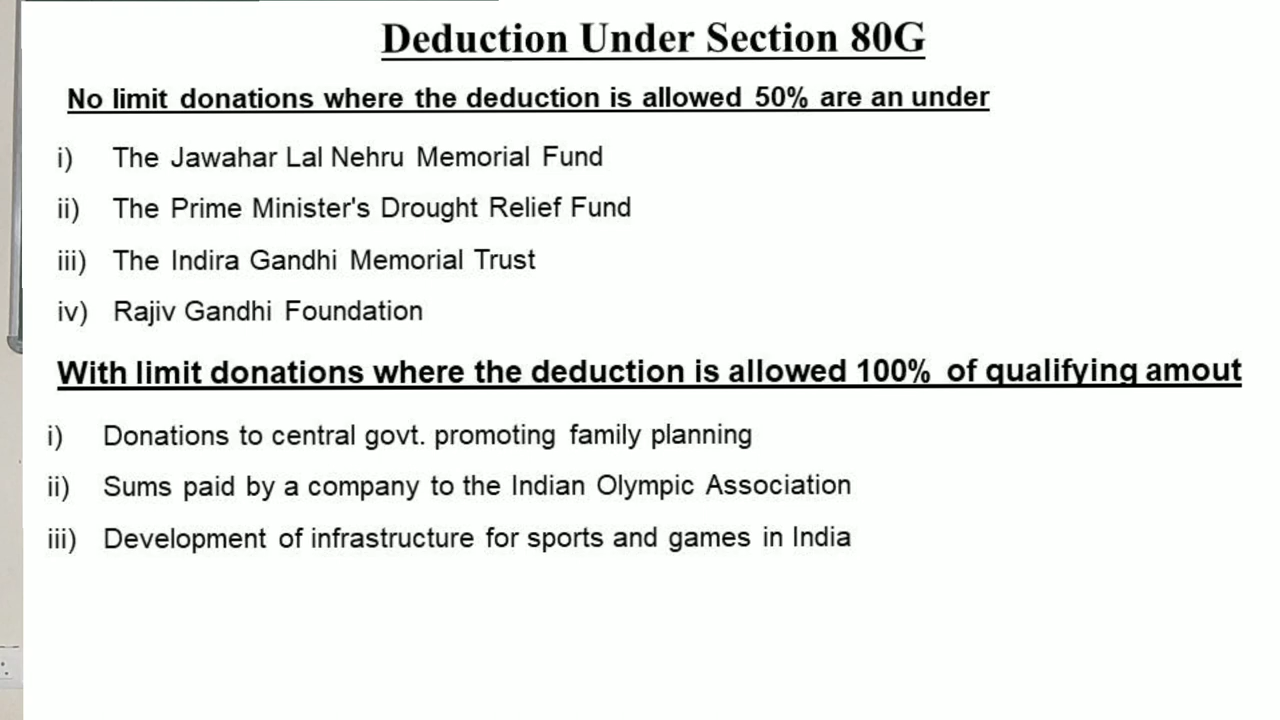 Deduction Under Section 80G
No limit donations where the deduction is allowed 50% are an under
i) The Jawahar Lal Nehru Memorial Fund
ii) The Prime Minister's Drought Relief Fund
iii) The Indira Gandhi Memorial Trust
iv) Rajiv Gandhi Foundation
With limit donations where the deduction is allowed 100% of qualifying amout
i) Donations to central govt. promoting family planning
ii) Sums paid by a company to the Indian Olympic Association
iii) Development of infrastructure for sports and games in India